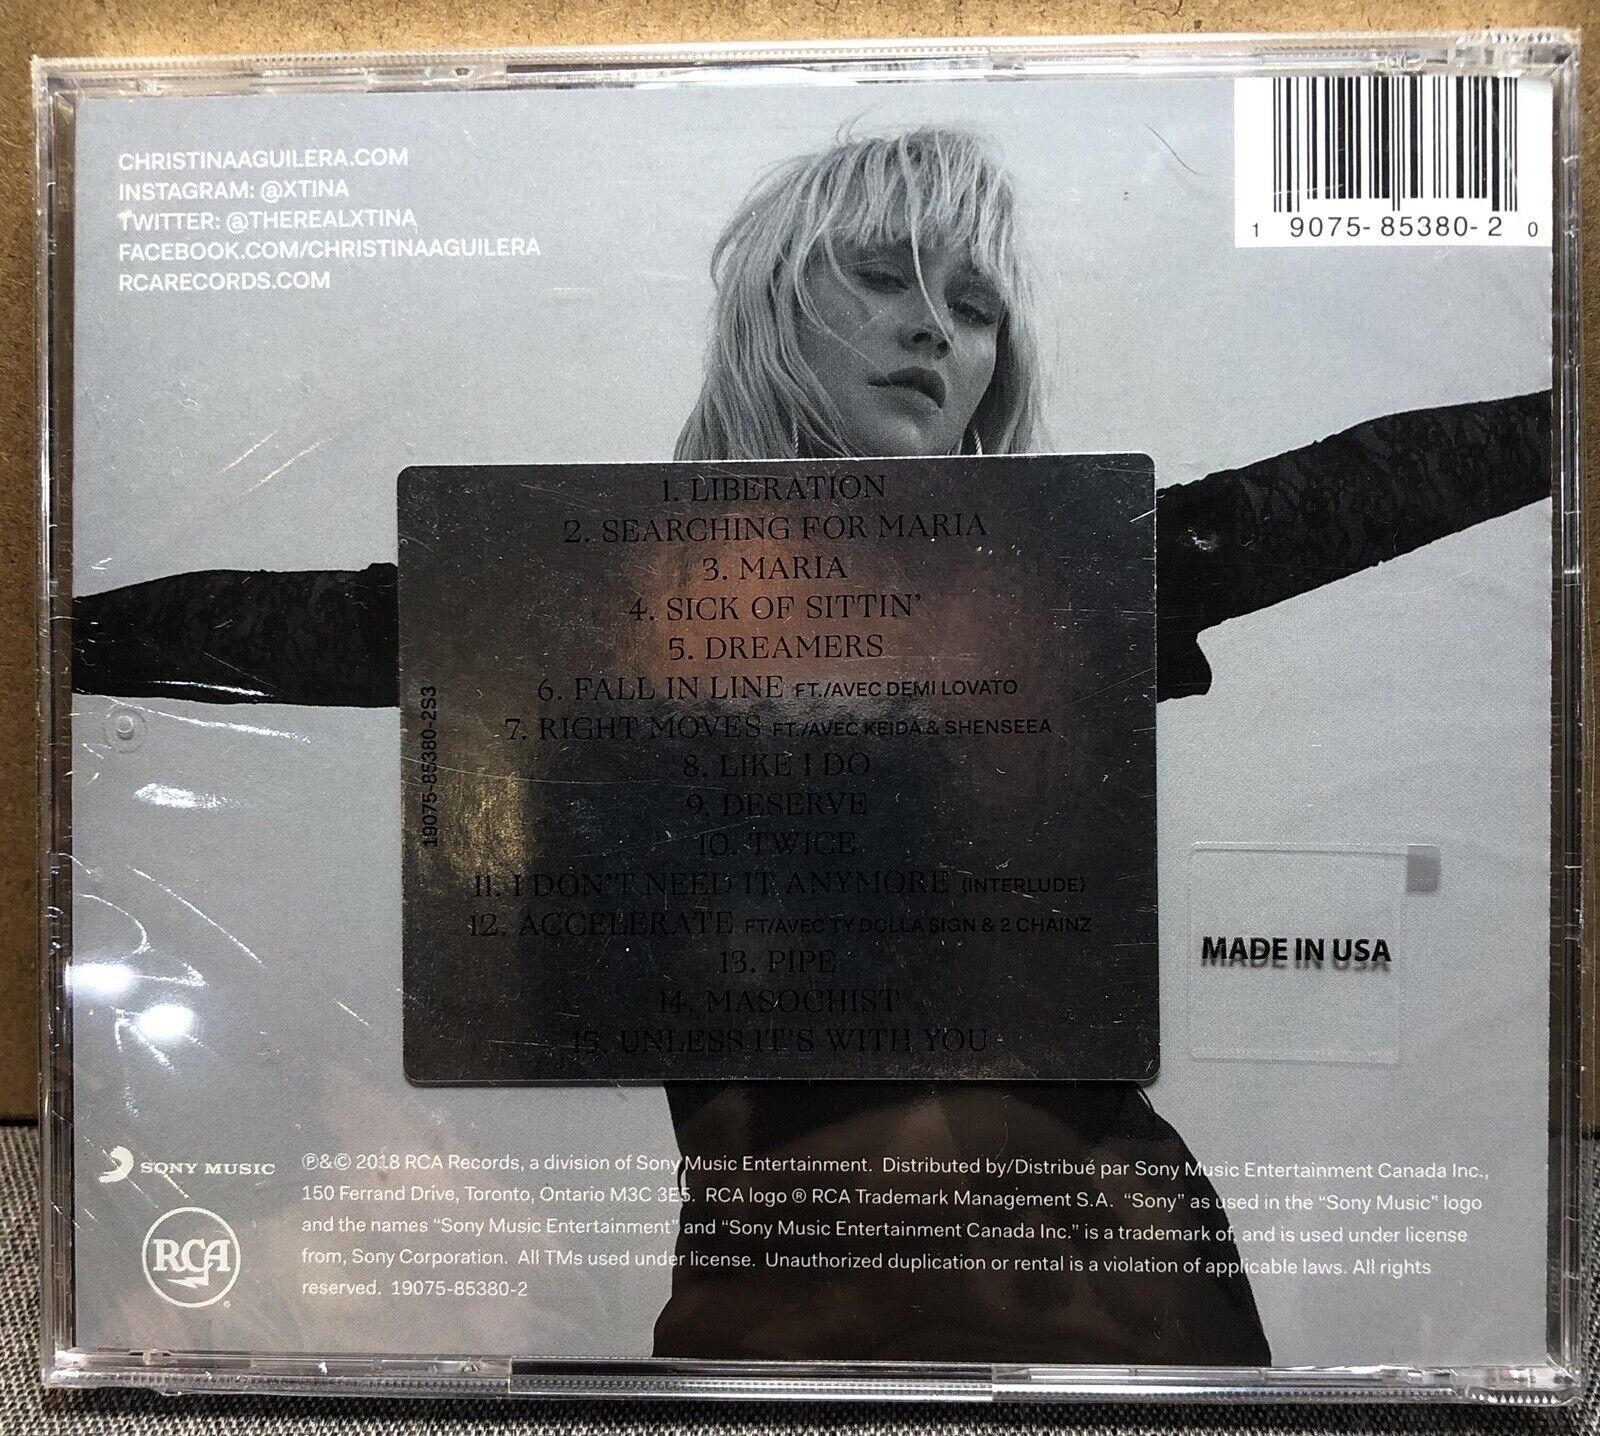 CHRISTINAAGUILERA.COM
INSTAGRAM: @XTINA
TWITTER: @THEREALXTINA
FACEBOOK.COM/CHRISTINAAGUILERA
RCARECORDS.COM
1 9075-85380-2 0
1. LIBERATION
2. SEARCHING FOR MARIA
3. MARIA
4. SICK OF SITTIN'
5. DREAMERS
6. FALL IN LINE FT./AVEC DEMI LOVATO
7. RIGHT MOVES FT./AVEC KEIDA & SHENSEEA
8. LIKE I DO
9. DESERVE
10. TWICE
11. I DON'T NEED IT ANYMORE (INTERLUDE)
12. ACCELERATE FT/AVEC TY DOLLA $IGN & 2 CHAINZ
13. PIPE
14. MASOCHIST
15. UNLESS IT'S WITH YOU
19075-85380-2S3
MADE IN USA
SONY MUSIC
RCA
®
℗&© 2018 RCA Records, a division of Sony Music Entertainment. Distributed by/Distribué par Sony Music Entertainment Canada Inc.,
150 Ferrand Drive, Toronto, Ontario M3C 3E5. RCA logo ® RCA Trademark Management S.A. “Sony” as used in the “Sony Music” logo
and the names “Sony Music Entertainment” and “Sony Music Entertainment Canada Inc.” is a trademark of, and is used under license
from, Sony Corporation. All TMs used under license. Unauthorized duplication or rental is a violation of applicable laws. All rights
reserved. 19075-85380-2